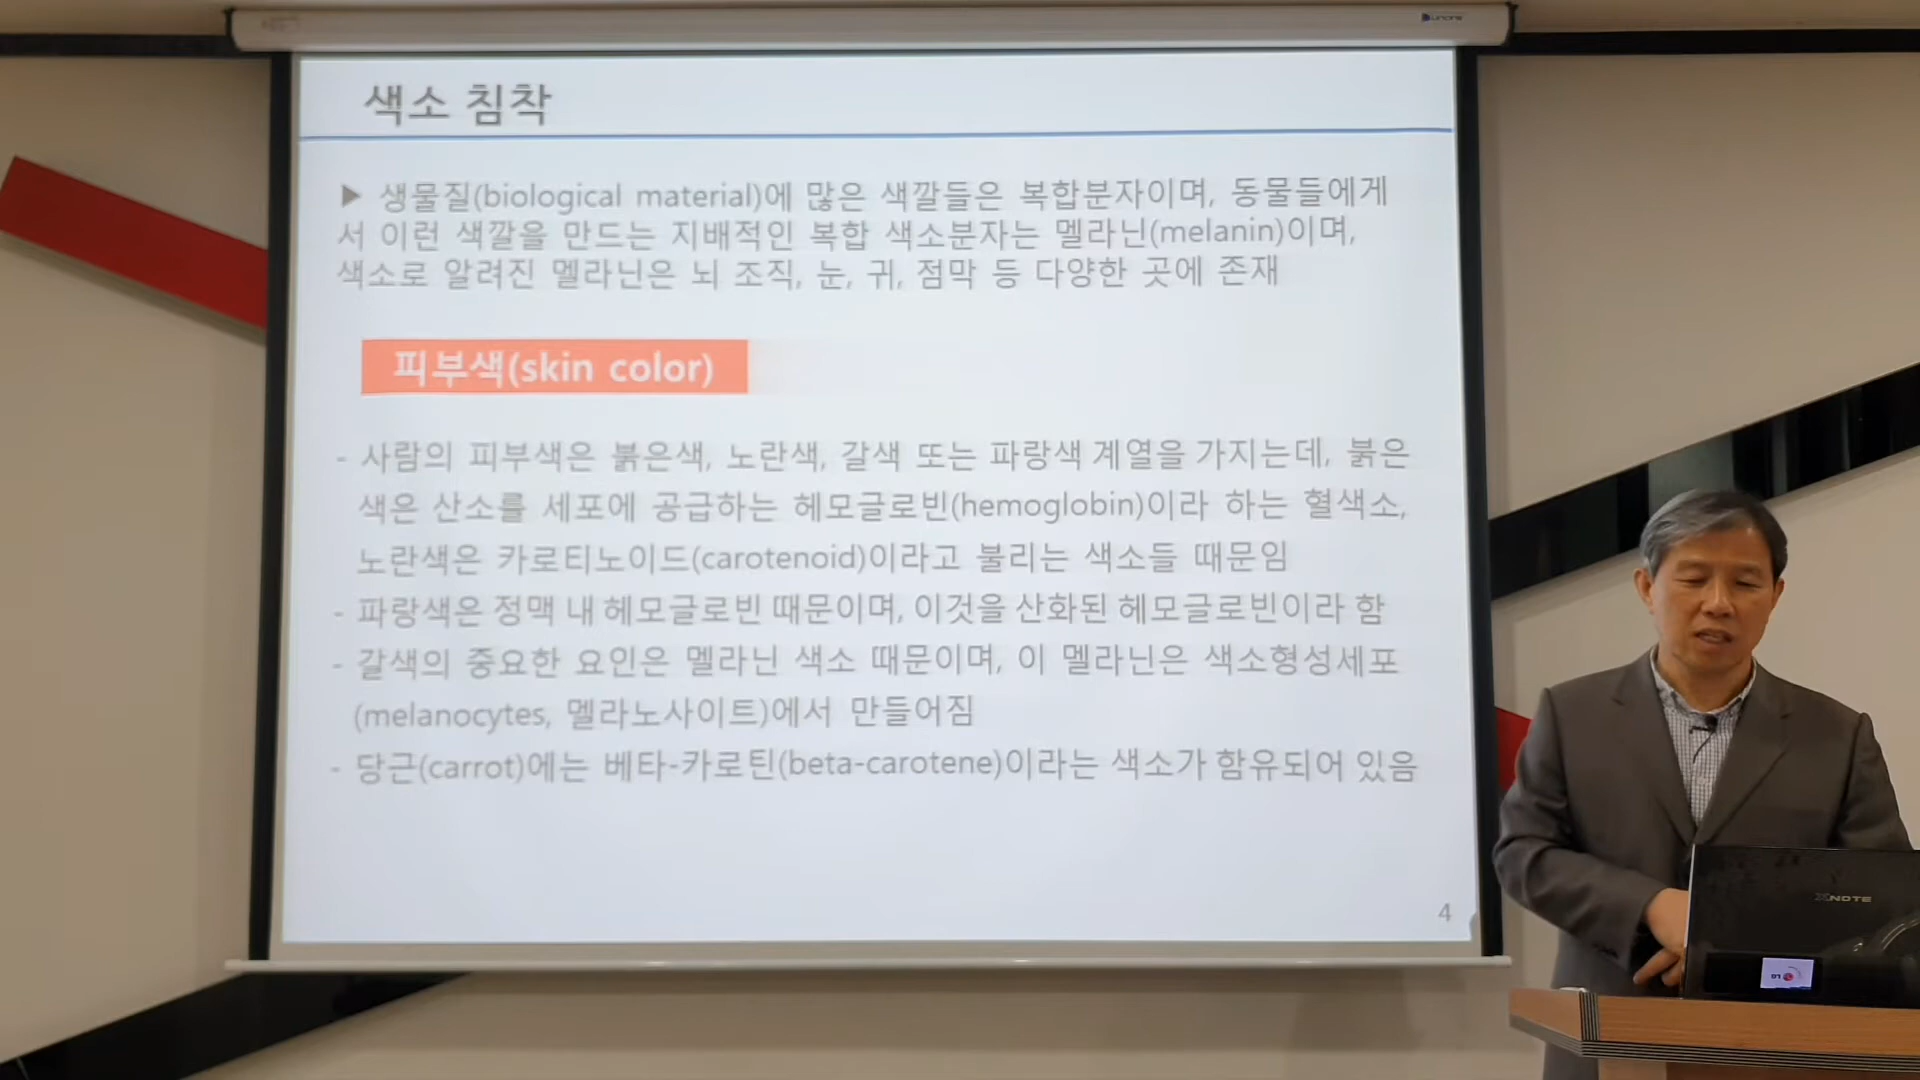 색소 침착
▶ 생물질(biological material)에 많은 색깔들은 복합분자이며, 동물들에게
서 이런 색깔을 만드는 지배적인 복합 색소분자는 멜라닌(melanin)이며,
색소로 알려진 멜라닌은 뇌 조직, 눈, 귀, 점막 등 다양한 곳에 존재
피부색(skin color)
- 사람의 피부색은 붉은색, 노란색, 갈색 또는 파랑색 계열을 가지는데, 붉은
색은 산소를 세포에 공급하는 헤모글로빈(hemoglobin)이라 하는 혈색소,
노란색은 카로티노이드(carotenoid)이라고 불리는 색소들 때문임
- 파랑색은 정맥 내 헤모글로빈 때문이며, 이것을 산화된 헤모글로빈이라 함
- 갈색의 중요한 요인은 멜라닌 색소 때문이며, 이 멜라닌은 색소형성세포
(melanocytes, 멜라노사이트)에서 만들어짐
- 당근(carrot)에는 베타-카로틴(beta-carotene)이라는 색소가 함유되어 있음
4
XNOTE
LG